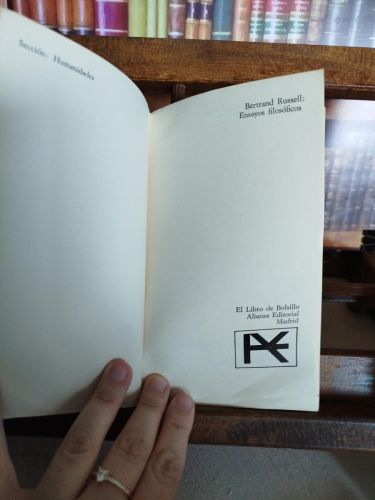 Sección: Humanidades
Bertrand Russell:
Ensayos filosóficos
El Libro de Bolsillo
Alianza Editorial
Madrid